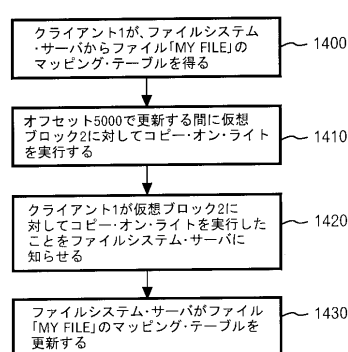 クライアント1が、ファイルシステム
・サーバからファイル「MY FILE」の
マッピング・テーブルを得る
1400
オフセット5000で更新する間に仮想
ブロック2に対してコピー・オン・ライト
を実行する
1410
クライアント1が仮想ブロック2に
対してコピー・オン・ライトを実行した
ことをファイルシステム・サーバに
知らせる
1420
ファイルシステム・サーバがファイル
「MY FILE」のマッピング・テーブルを
更新する
1430